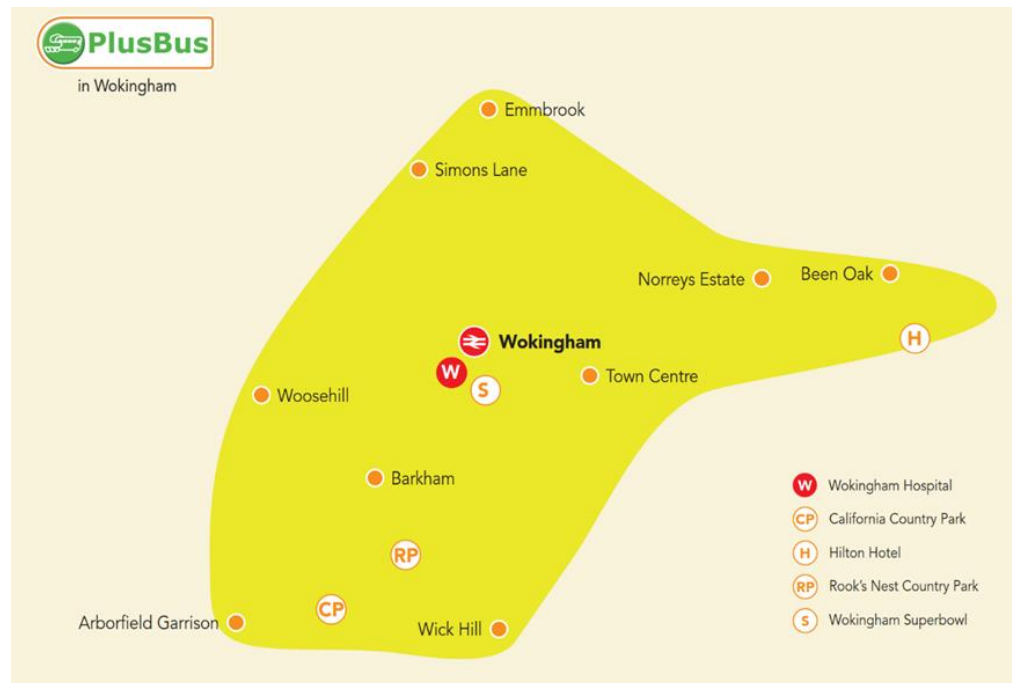 PlusBus
in Wokingham
Emmbrook
Simons Lane
Norreys Estate
Been Oak
H
Wokingham
W
S
Town Centre
Woosehill
Barkham
RP
CP
Arborfield Garrison
Wick Hill
W Wokingham Hospital
CP California Country Park
H Hilton Hotel
RP Rook's Nest Country Park
S Wokingham Superbowl